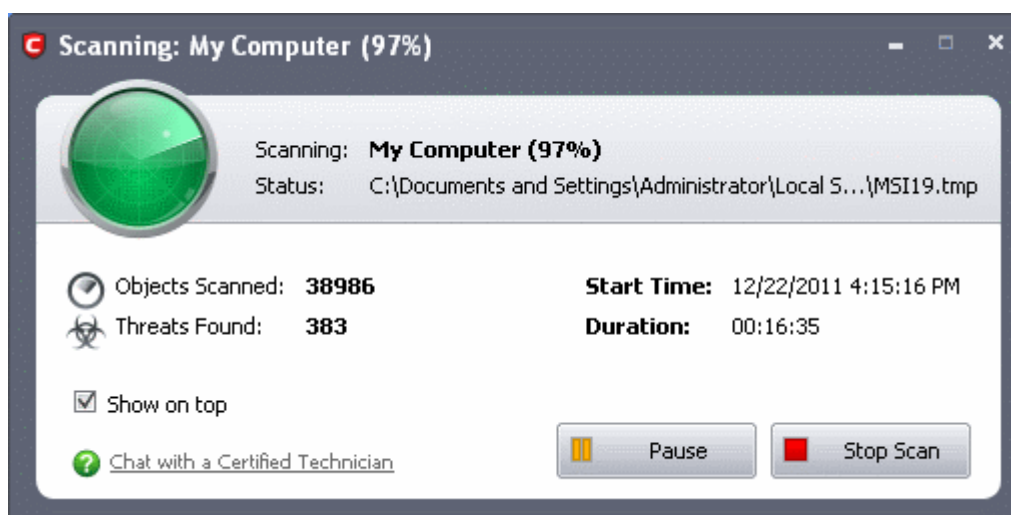 Scanning: My Computer (97%)
Scanning: My Computer (97%)
Status: C:\Documents and Settings\Administrator\Local S...\MSI19.tmp
Objects Scanned: 38986
Start Time: 12/22/2011 4:15:16 PM
Threats Found: 383
Duration: 00:16:35
Show on top
Chat with a Certified Technician
Pause
Stop Scan